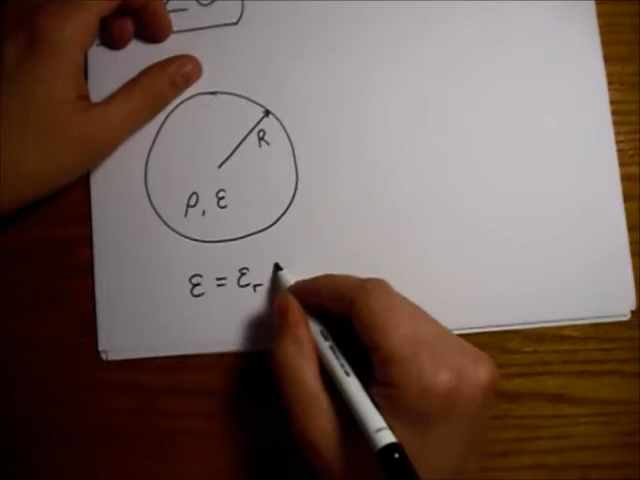 R
ρ, ε
ε = εᵣ